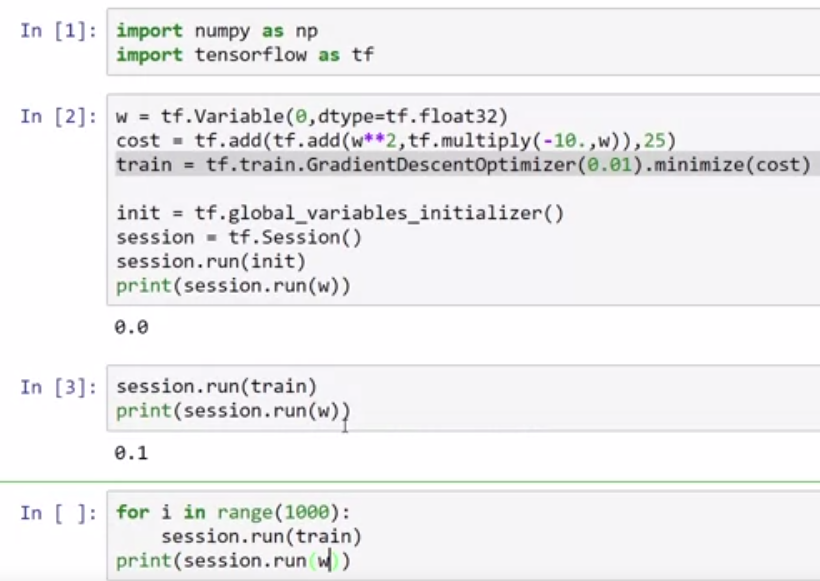 In [1]: import numpy as np
import tensorflow as tf
In [2]: w = tf.Variable(0,dtype=tf.float32)
cost = tf.add(tf.add(w**2,tf.multiply(-10.,w)),25)
train = tf.train.GradientDescentOptimizer(0.01).minimize(cost)
init = tf.global_variables_initializer()
session = tf.Session()
session.run(init)
print(session.run(w))
0.0
In [3]: session.run(train)
print(session.run(w))
0.1
In [ ]: for i in range(1000):
session.run(train)
print(session.run(w))